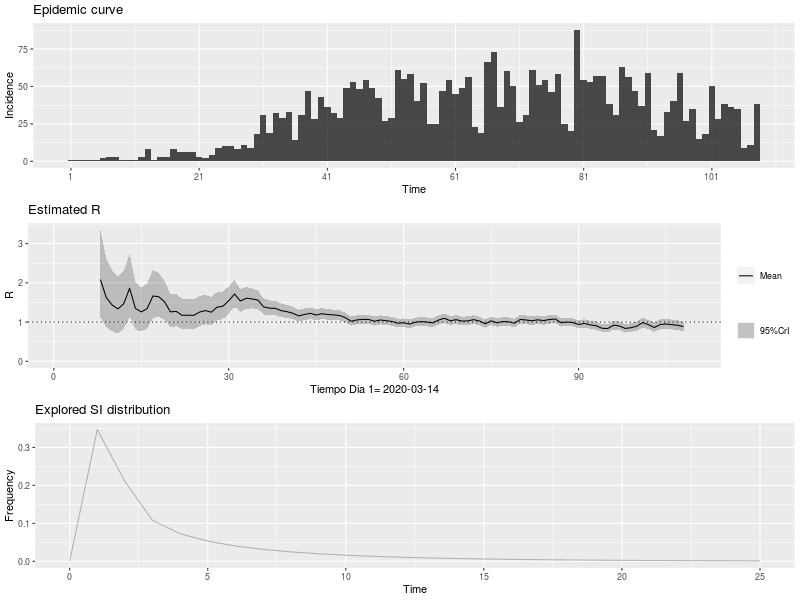 Epidemic curve
Incidence
75
50
25
0
1
21
41
61
81
101
Time
Estimated R
R
3
2
1
0
0
30
60
90
Tiempo Dia 1= 2020-03-14
Mean
95%CrI
Explored SI distribution
Frequency
0.3
0.2
0.1
0.0
0
5
10
15
20
25
Time